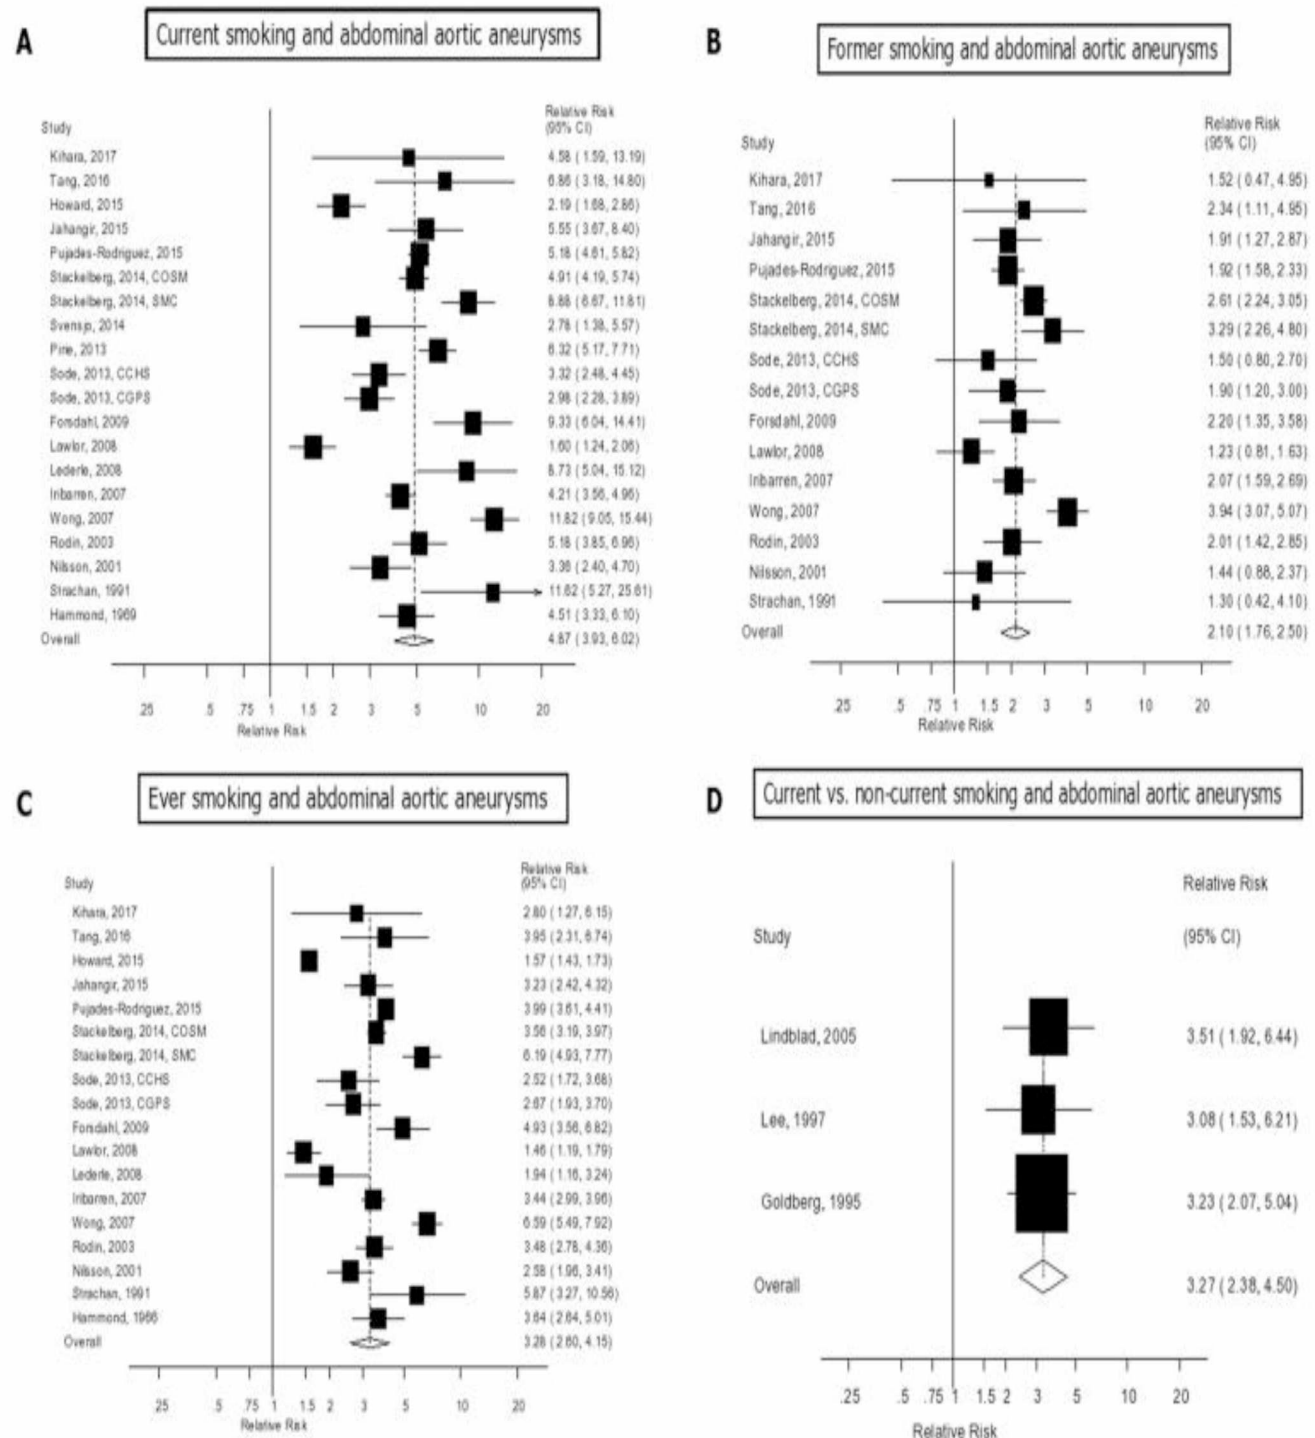 A
Current smoking and abdominal aortic aneurysms
Relative Risk
Study (95% CI)
Kihara, 2017 4.58 ( 1.59, 13.19)
Tang, 2016 6.86 ( 3.18, 14.80)
Howard, 2015 2.19 ( 1.68, 2.86)
Jahangir, 2015 5.55 ( 3.67, 8.40)
Pujades-Rodriguez, 2015 5.18 ( 4.61, 5.82)
Stackelberg, 2014, COSM 4.91 ( 4.19, 5.74)
Stackelberg, 2014, SMC 8.88 ( 6.67, 11.81)
Svensjo, 2014 2.78 ( 1.38, 5.57)
Pirie, 2013 6.32 ( 5.17, 7.71)
Sode, 2013, CCHS 3.32 ( 2.48, 4.45)
Sode, 2013, CGPS 2.98 ( 2.28, 3.89)
Forsdahl, 2009 9.33 ( 6.04, 14.41)
Lawlor, 2008 1.60 ( 1.24, 2.06)
Lederle, 2008 8.73 ( 5.04, 15.12)
Iribarren, 2007 4.21 ( 3.56, 4.96)
Wong, 2007 11.82 ( 9.05, 15.44)
Rodin, 2003 5.18 ( 3.85, 6.96)
Nilsson, 2001 3.36 ( 2.40, 4.70)
Strachan, 1991 11.62 ( 5.27, 25.61)
Hammond, 1969 4.51 ( 3.33, 6.10)
Overall 4.87 ( 3.93, 6.02)
.25 .5 .75 1 1.5 2 3 5 10 20
Relative Risk
B
Former smoking and abdominal aortic aneurysms
Relative Risk
(95% CI)
Study
Kihara, 2017 1.52 ( 0.47, 4.95)
Tang, 2016 2.34 ( 1.11, 4.95)
Jahangir, 2015 1.91 ( 1.27, 2.87)
Pujades-Rodriguez, 2015 1.92 ( 1.58, 2.33)
Stackelberg, 2014, COSM 2.61 ( 2.24, 3.05)
Stackelberg, 2014, SMC 3.29 ( 2.26, 4.80)
Sode, 2013, CCHS 1.50 ( 0.80, 2.70)
Sode, 2013, CGPS 1.90 ( 1.20, 3.00)
Forsdahl, 2009 2.20 ( 1.35, 3.58)
Lawlor, 2008 1.23 ( 0.81, 1.63)
Iribarren, 2007 2.07 ( 1.59, 2.69)
Wong, 2007 3.94 ( 3.07, 5.07)
Rodin, 2003 2.01 ( 1.42, 2.85)
Nilsson, 2001 1.44 ( 0.88, 2.37)
Strachan, 1991 1.30 ( 0.42, 4.10)
Overall 2.10 ( 1.76, 2.50)
.25 .5 .75 1 1.5 2 3 5 10 20
Relative Risk
C
Ever smoking and abdominal aortic aneurysms
Relative Risk
Study (95% CI)
Kihara, 2017 2.80 ( 1.27, 6.15)
Tang, 2016 3.95 ( 2.31, 6.74)
Howard, 2015 1.57 ( 1.43, 1.73)
Jahangir, 2015 3.23 ( 2.42, 4.32)
Pujades-Rodriguez, 2015 3.99 ( 3.61, 4.41)
Stackelberg, 2014, COSM 3.56 ( 3.19, 3.97)
Stackelberg, 2014, SMC 6.19 ( 4.93, 7.77)
Sode, 2013, CCHS 2.52 ( 1.72, 3.68)
Sode, 2013, CGPS 2.67 ( 1.93, 3.70)
Forsdahl, 2009 4.93 ( 3.56, 6.82)
Lawlor, 2008 1.46 ( 1.19, 1.79)
Lederle, 2008 1.94 ( 1.16, 3.24)
Iribarren, 2007 3.44 ( 2.99, 3.96)
Wong, 2007 6.59 ( 5.49, 7.92)
Rodin, 2003 3.48 ( 2.78, 4.36)
Nilsson, 2001 2.58 ( 1.96, 3.41)
Strachan, 1991 5.87 ( 3.27, 10.56)
Hammond, 1966 3.64 ( 2.64, 5.01)
Overall 3.28 ( 2.60, 4.15)
.25 .5 .75 1 1.5 2 3 5 10 20
Relative Risk
D
Current vs. non-current smoking and abdominal aortic aneurysms
Relative Risk
Study (95% CI)
Lindblad, 2005 3.51 ( 1.92, 6.44)
Lee, 1997 3.08 ( 1.53, 6.21)
Goldberg, 1995 3.23 ( 2.07, 5.04)
Overall 3.27 ( 2.38, 4.50)
.25 .5 .75 1 1.5 2 3 5 10 20
Relative Risk